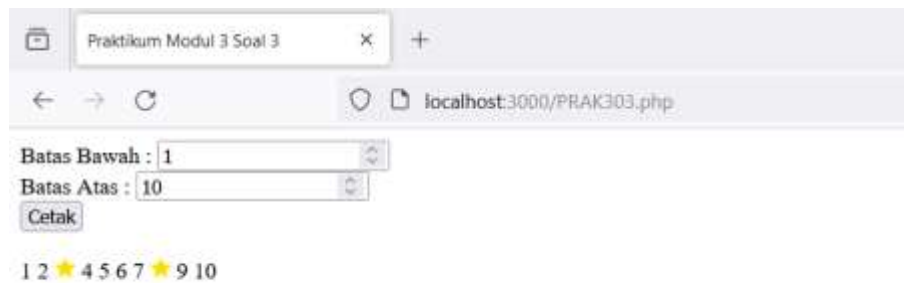 Praktikum Modul 3 Soal 3
localhost:3000/PRAK303.php
Batas Bawah : 1
Batas Atas : 10
Cetak
1 2 ⭐ 4 5 6 7 ⭐ 9 10